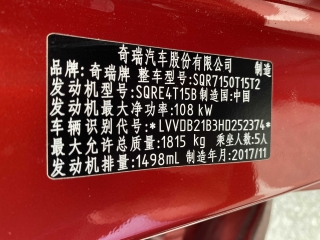 奇瑞汽车股份有限公司 制造
品牌:奇瑞牌 整车型号:SQR7150T15T2
发动机型号:SQRE4T15B 制造国:中国
发动机最大净功率:108 kW
车辆识别代号:*LVVDB21B3HD252374*
最大允许总质量:1815 kg 乘坐人数:5人
发动机排量:1498mL 制造年月:2017/11